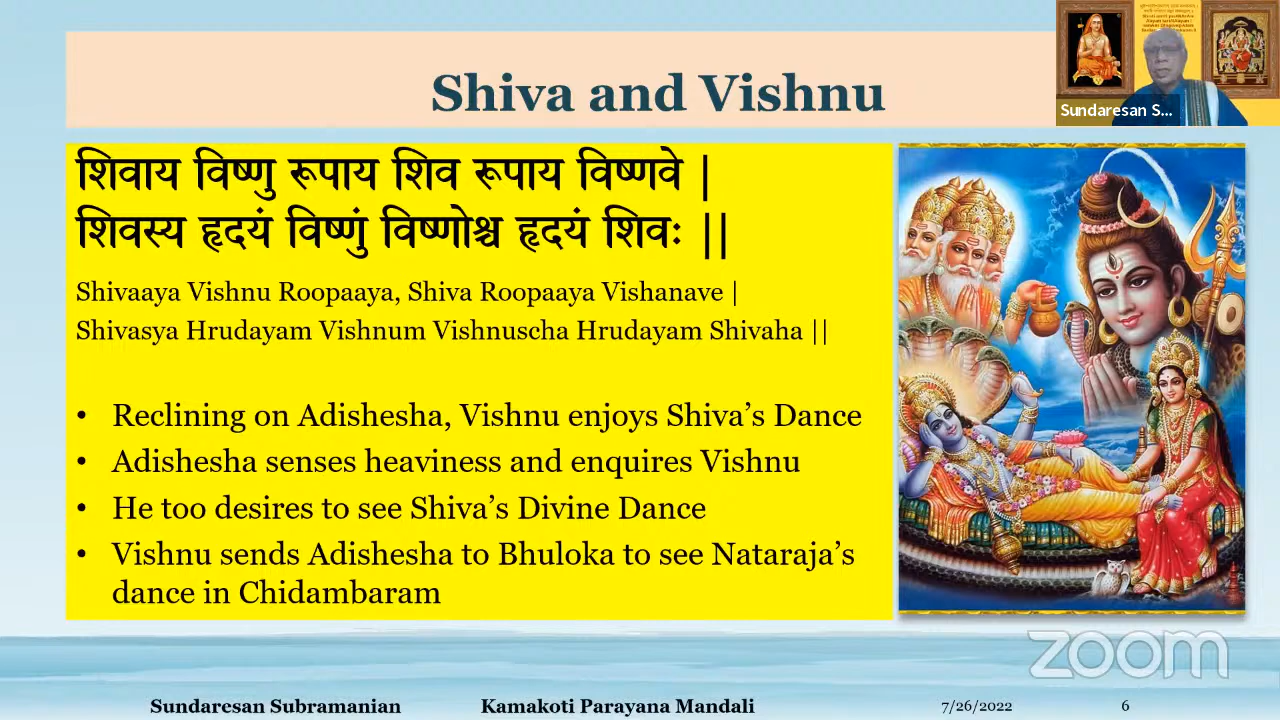 Shiva and Vishnu
Sundaresan S...
शिवाय विष्णु रूपाय शिव रूपाय विष्णवे |
शिवस्य हृदयं विष्णुं विष्णोश्च हृदयं शिवः ||
Shivaaya Vishnu Roopaaya, Shiva Roopaaya Vishanave |
Shivasya Hrudayam Vishnum Vishnuscha Hrudayam Shivaha ||
• Reclining on Adishesha, Vishnu enjoys Shiva’s Dance
• Adishesha senses heaviness and enquires Vishnu
• He too desires to see Shiva’s Divine Dance
• Vishnu sends Adishesha to Bhuloka to see Nataraja’s
dance in Chidambaram
zoom
Sundaresan Subramanian Kamakoti Parayana Mandali 7/26/2022 6